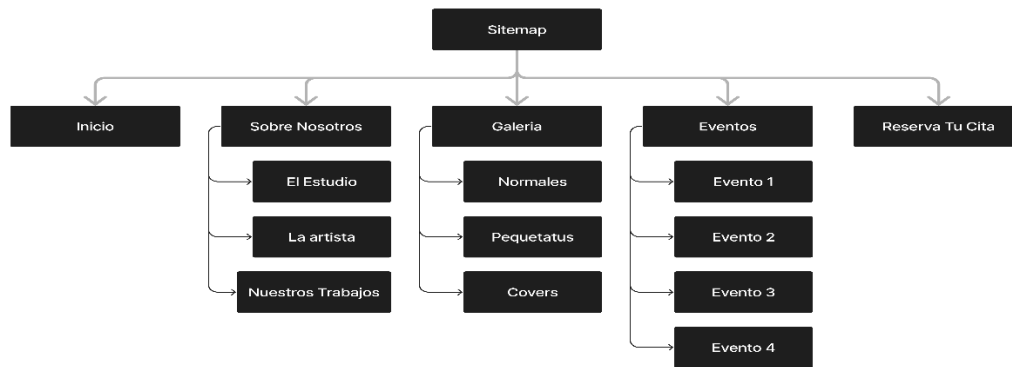 Sitemap
Inicio
Sobre Nosotros
Galeria
Eventos
Reserva Tu Cita
El Estudio
Normales
Evento 1
La artista
Pequetatus
Evento 2
Nuestros Trabajos
Covers
Evento 3
Evento 4